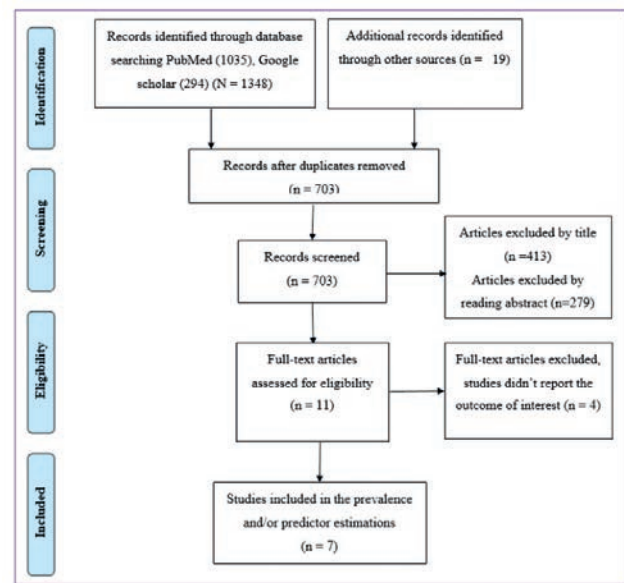 Identification
Records identified through database
searching PubMed (1035), Google
scholar (294) (N = 1348)
Additional records identified
through other sources (n = 19)
Records after duplicates removed
(n = 703)
Screening
Records screened
(n = 703)
Articles excluded by title
(n =413)
Articles excluded by
reading abstract (n=279)
Eligibility
Full-text articles
assessed for eligibility
(n = 11)
Full-text articles excluded,
studies didn't report the
outcome of interest (n = 4)
Included
Studies included in the prevalence
and/or predictor estimations
(n = 7)